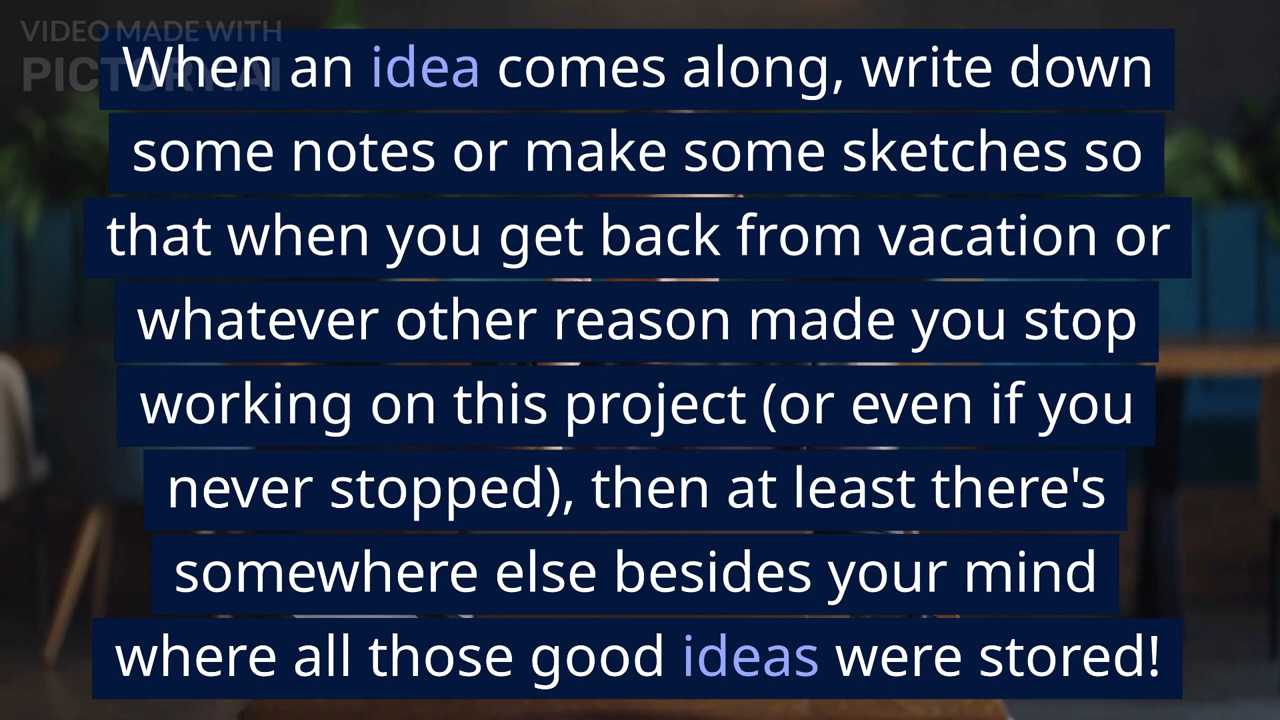 VIDEO MADE WITH
PICTORY.AI
When an idea comes along, write down
some notes or make some sketches so
that when you get back from vacation or
whatever other reason made you stop
working on this project (or even if you
never stopped), then at least there's
somewhere else besides your mind
where all those good ideas were stored!